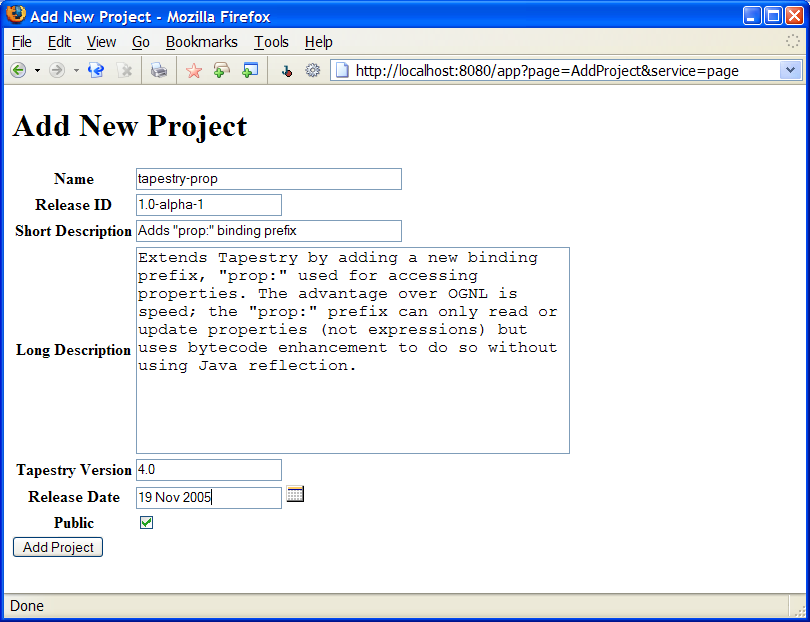 Add New Project - Mozilla Firefox
File Edit View Go Bookmarks Tools Help
http://localhost:8080/app?page=AddProject&service=page
Add New Project
Name tapestry-prop
Release ID 1.0-alpha-1
Short Description Adds "prop:" binding prefix
Long Description
Extends Tapestry by adding a new binding
prefix, "prop:" used for accessing
properties. The advantage over OGNL is
speed; the "prop:" prefix can only read or
update properties (not expressions) but
uses bytecode enhancement to do so without
using Java reflection.
Tapestry Version 4.0
Release Date 19 Nov 2005
Public
Add Project
Done